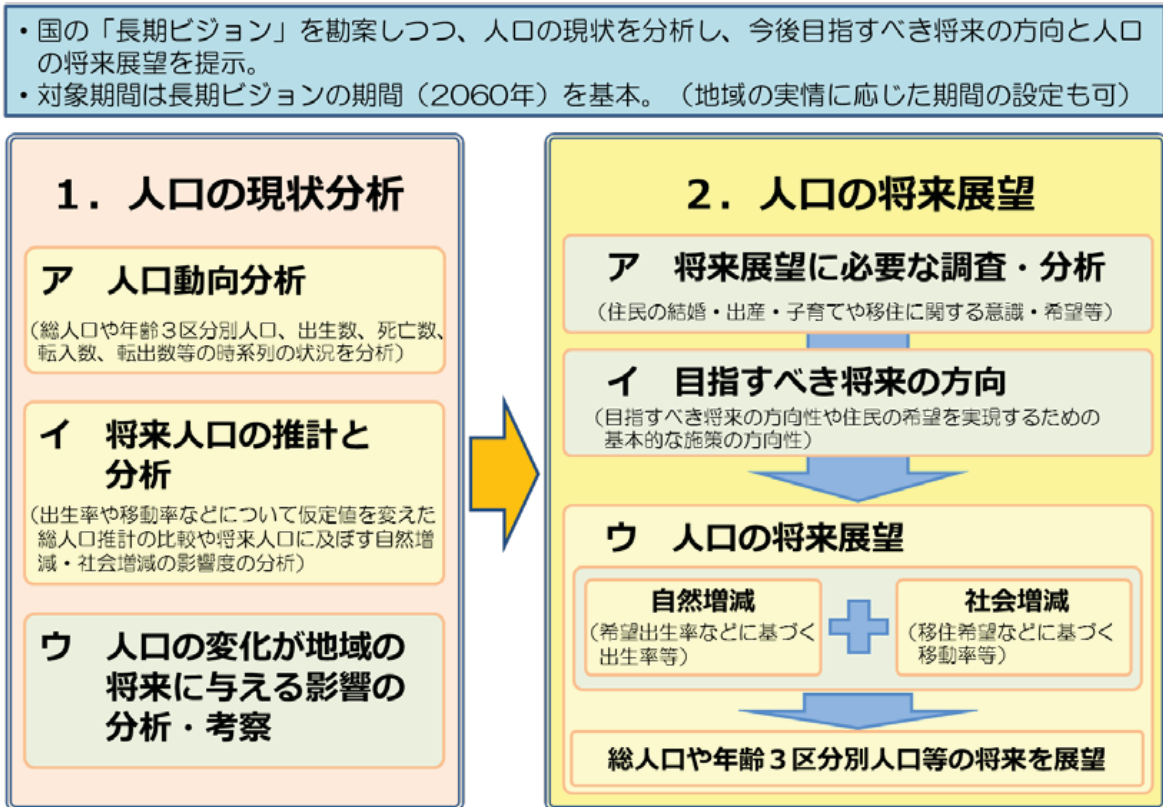 ・国の「長期ビジョン」を勘案しつつ、人口の現状を分析し、今後目指すべき将来の方向と人口
の将来展望を提示。
・対象期間は長期ビジョンの期間（2060年）を基本。（地域の実情に応じた期間の設定も可）
１．人口の現状分析
ア　人口動向分析
（総人口や年齢３区分別人口、出生数、死亡数、
転入数、転出数等の時系列の状況を分析）
イ　将来人口の推計と
分析
（出生率や移動率などについて仮定値を変えた
総人口推計の比較や将来人口に及ぼす自然増
減・社会増減の影響度の分析）
ウ　人口の変化が地域の
将来に与える影響の
分析・考察
２．人口の将来展望
ア　将来展望に必要な調査・分析
（住民の結婚・出産・子育てや移住に関する意識・希望等）
イ　目指すべき将来の方向
（目指すべき将来の方向性や住民の希望を実現するための
基本的な施策の方向性）
ウ　人口の将来展望
自然増減
（希望出生率などに基づく
出生率等）
社会増減
（移住希望などに基づく
移動率等）
総人口や年齢３区分別人口等の将来を展望